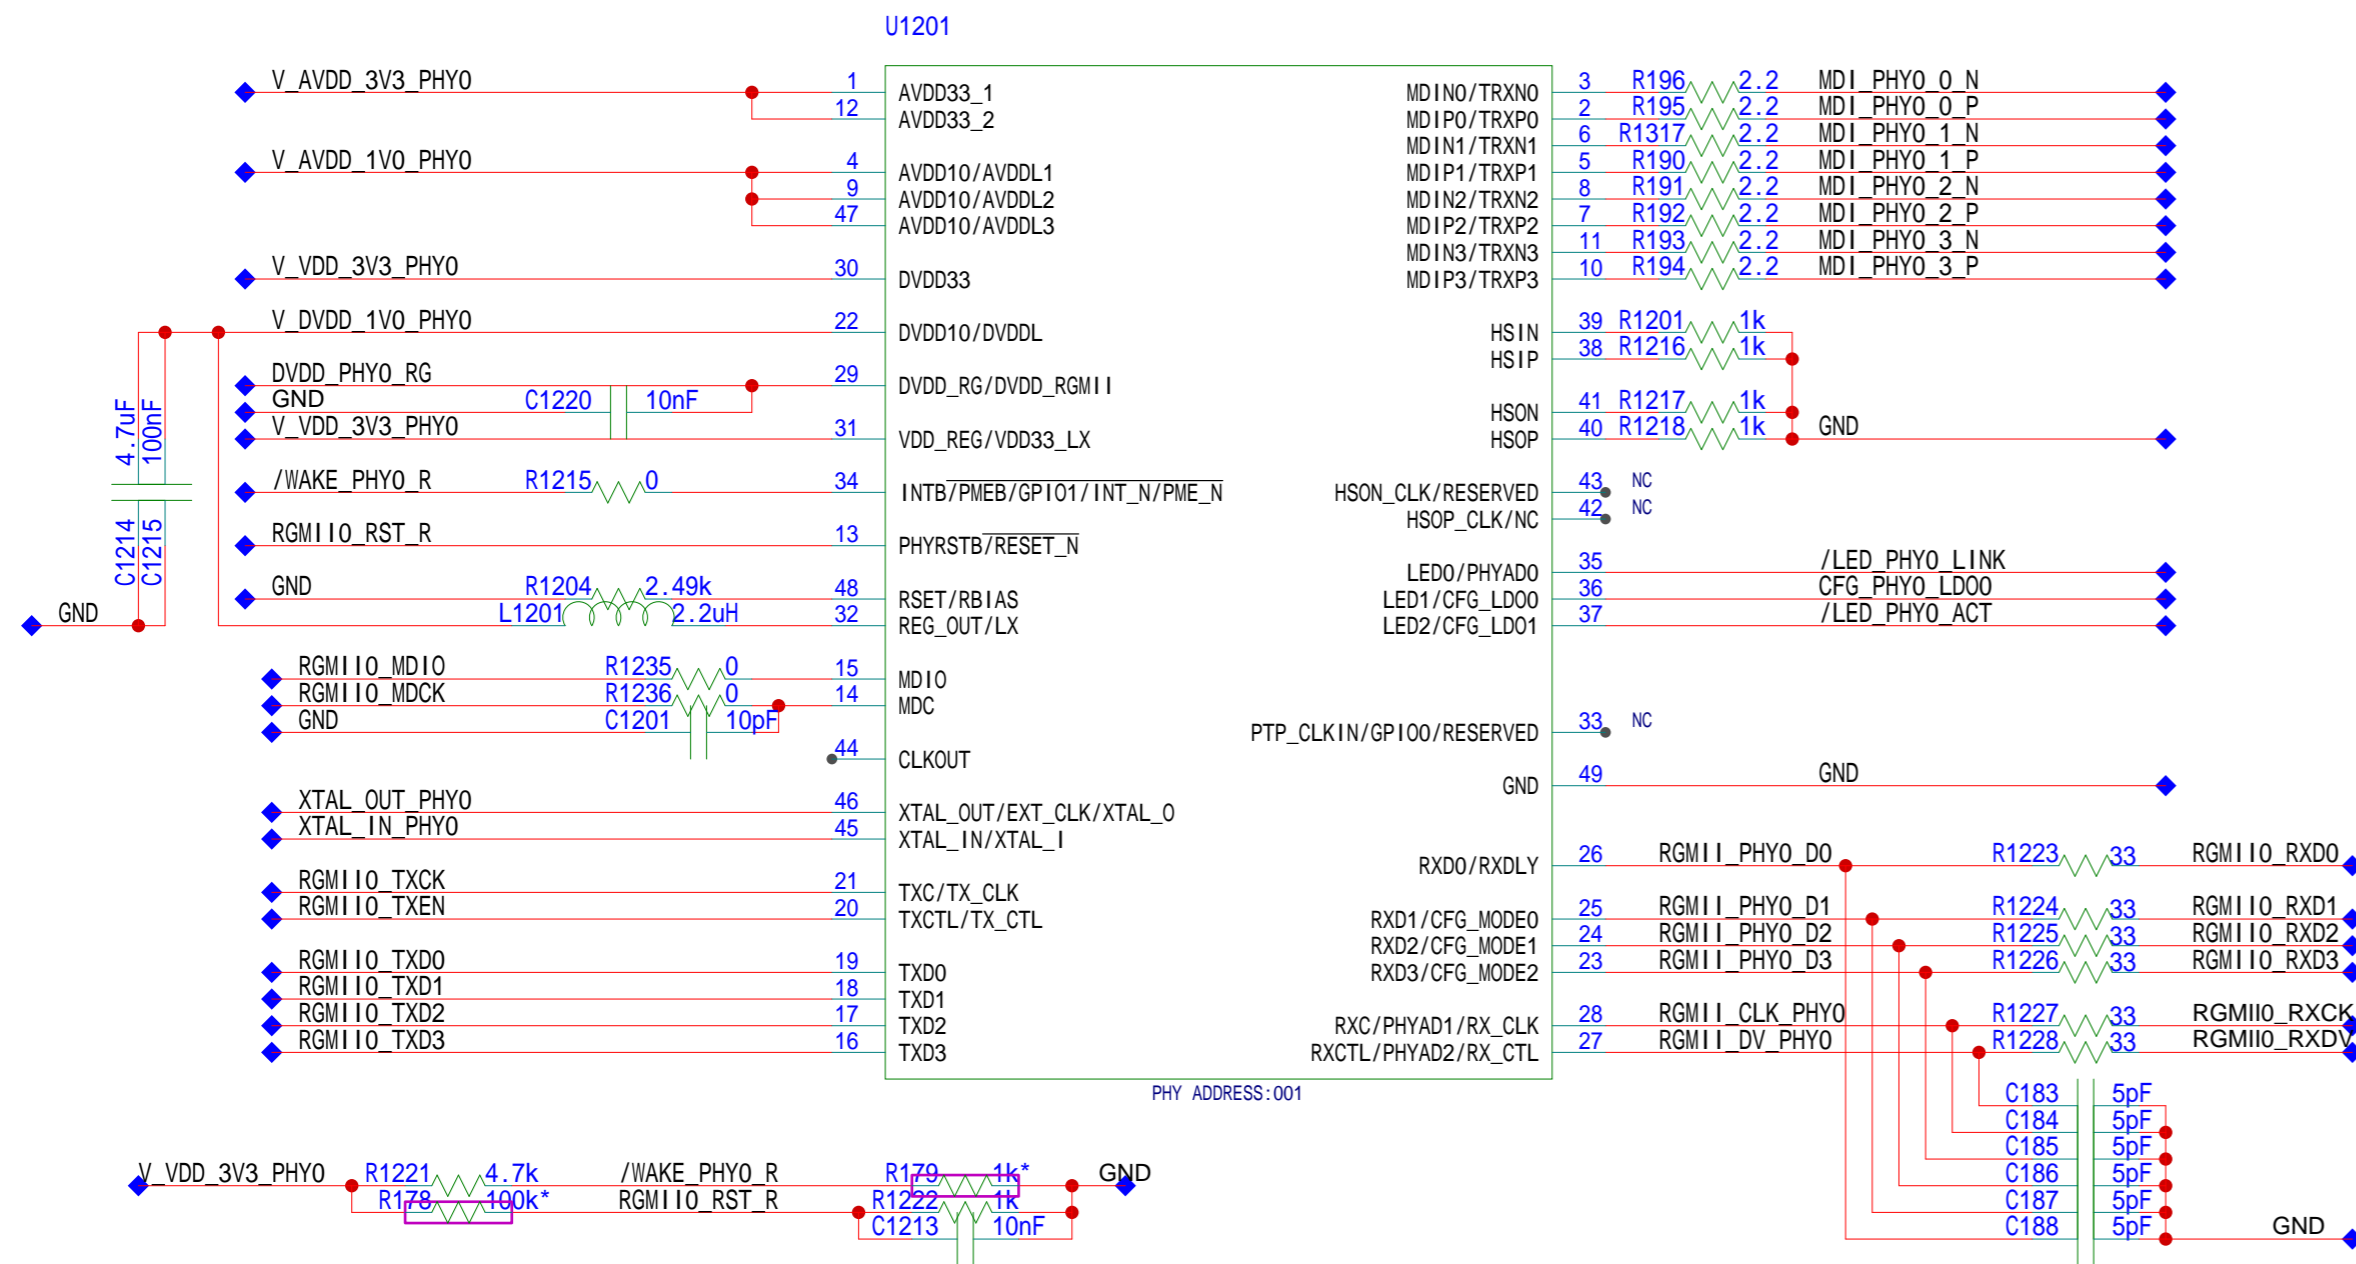 U1201
V_AVDD_3V3_PHY0 1 AVDD33_1 MDIN0/TRXN0 3 R196 2.2 MDI_PHY0_0_N
12 AVDD33_2 MDIP0/TRXP0 2 R195 2.2 MDI_PHY0_0_P
MDIN1/TRXN1 6 R1317 2.2 MDI_PHY0_1_N
V_AVDD_1V0_PHY0 4 AVDD10/AVDDL1 MDIP1/TRXP1 5 R190 2.2 MDI_PHY0_1_P
9 AVDD10/AVDDL2 MDIN2/TRXN2 8 R191 2.2 MDI_PHY0_2_N
47 AVDD10/AVDDL3 MDIP2/TRXP2 7 R192 2.2 MDI_PHY0_2_P
MDIN3/TRXN3 11 R193 2.2 MDI_PHY0_3_N
V_VDD_3V3_PHY0 30 DVDD33 MDIP3/TRXP3 10 R194 2.2 MDI_PHY0_3_P
V_DVDD_1V0_PHY0 22 DVDD10/DVDDL HSIN 39 R1201 1k
HSIP 38 R1216 1k
DVDD_PHY0_RG 29 DVDD_RG/DVDD_RGMII
GND C1220 10nF HSON 41 R1217 1k
V_VDD_3V3_PHY0 31 VDD_REG/VDD33_LX HSOP 40 R1218 1k GND
4.7uF
100nF
/WAKE_PHY0_R R1215 0 34 INTB/PMEB/GPIO1/INT_N/PME_N HSON_CLK/RESERVED 43 NC
HSOP_CLK/NC 42 NC
C1214
C1215
RGMII0_RST_R 13 PHYRSTB/RESET_N
LED0/PHYAD0 35 /LED_PHY0_LINK
GND R1204 2.49k 48 RSET/RBIAS LED1/CFG_LDO0 36 CFG_PHY0_LDO0
GND L1201 2.2uH 32 REG_OUT/LX LED2/CFG_LDO1 37 /LED_PHY0_ACT
RGMII0_MDIO R1235 0 15 MDIO
RGMII0_MDCK R1236 0 14 MDC
GND C1201 10pF PTP_CLKIN/GPIO0/RESERVED 33 NC
44 CLKOUT
GND 49 GND
XTAL_OUT_PHY0 46 XTAL_OUT/EXT_CLK/XTAL_O
XTAL_IN_PHY0 45 XTAL_IN/XTAL_I
RXD0/RXDLY 26 RGMII_PHY0_D0 R1223 33 RGMII0_RXD0
RGMII0_TXCK 21 TXC/TX_CLK
RGMII0_TXEN 20 TXCTL/TX_CTL RXD1/CFG_MODE0 25 RGMII_PHY0_D1 R1224 33 RGMII0_RXD1
RXD2/CFG_MODE1 24 RGMII_PHY0_D2 R1225 33 RGMII0_RXD2
RGMII0_TXD0 19 TXD0 RXD3/CFG_MODE2 23 RGMII_PHY0_D3 R1226 33 RGMII0_RXD3
RGMII0_TXD1 18 TXD1
RGMII0_TXD2 17 TXD2 RXC/PHYAD1/RX_CLK 28 RGMII_CLK_PHY0 R1227 33 RGMII0_RXCK
RGMII0_TXD3 16 TXD3 RXCTL/PHYAD2/RX_CTL 27 RGMII_DV_PHY0 R1228 33 RGMII0_RXDV
PHY ADDRESS:001
C183 5pF
C184 5pF
C185 5pF
V_VDD_3V3_PHY0 R1221 4.7k /WAKE_PHY0_R R179 1k* GND C186 5pF
R178 100k* RGMII0_RST_R R1222 1k C187 5pF
C1213 10nF C188 5pF GND